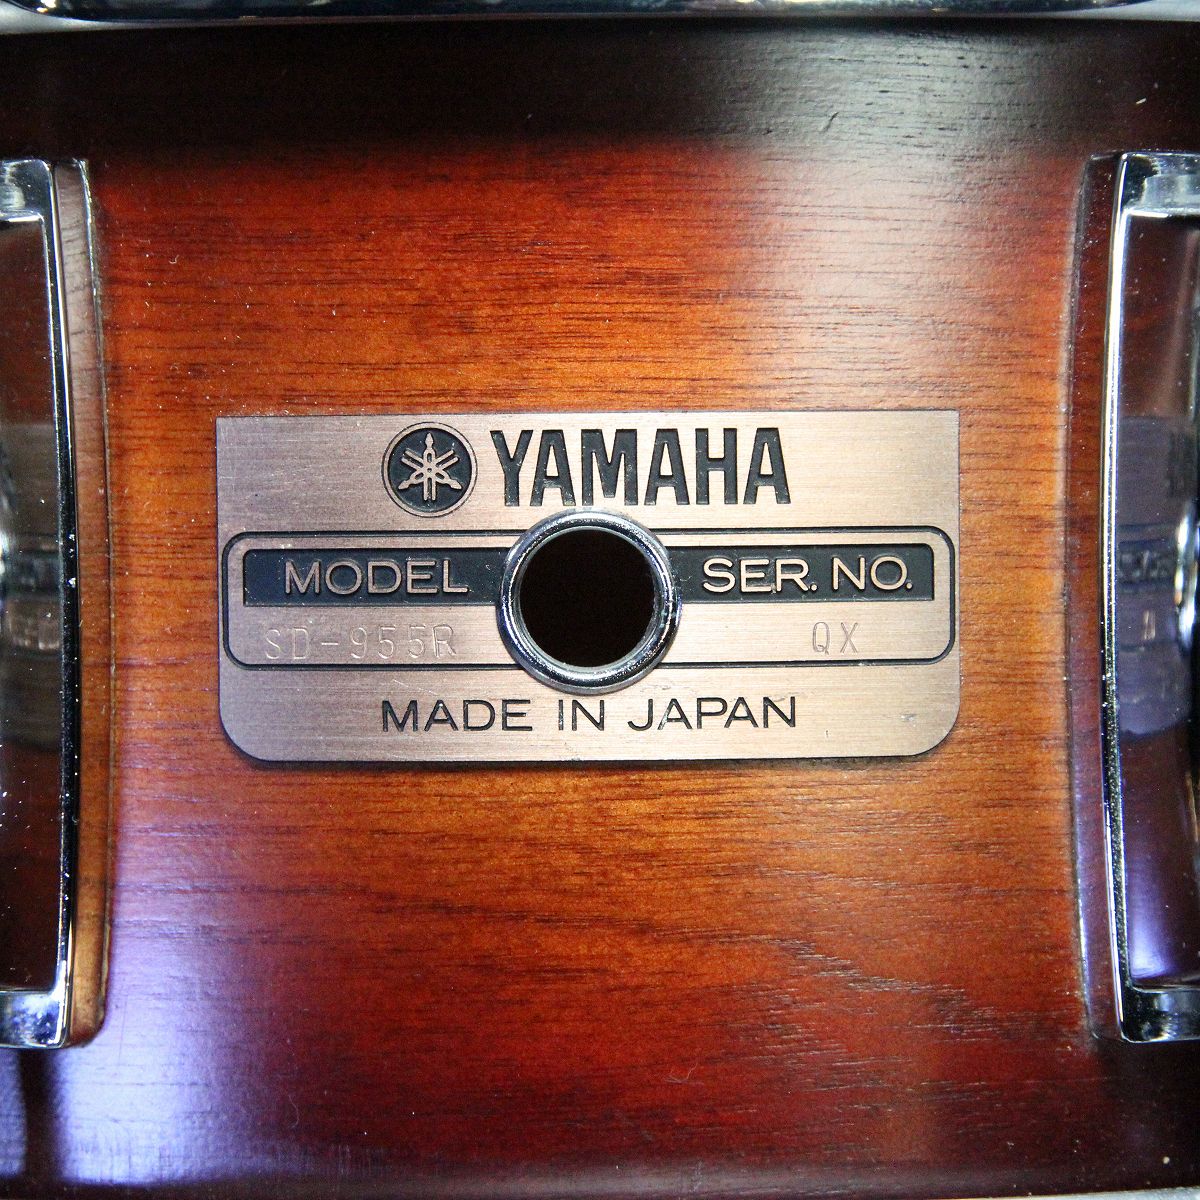 YAMAHA
MODEL SER. NO.
SD-955R QX
MADE IN JAPAN